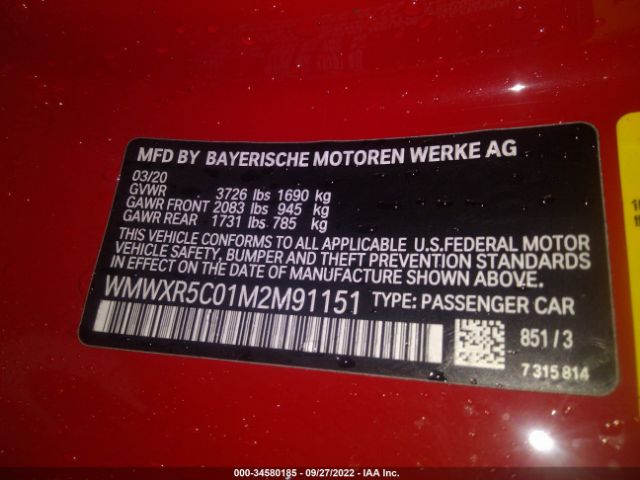 MFD BY BAYERISCHE MOTOREN WERKE AG
03/20
GVWR 3726 lbs 1690 kg
GAWR FRONT 2083 lbs 945 kg
GAWR REAR 1731 lbs 785 kg
THIS VEHICLE CONFORMS TO ALL APPLICABLE U.S.FEDERAL MOTOR
VEHICLE SAFETY, BUMPER AND THEFT PREVENTION STANDARDS
IN EFFECT ON THE DATE OF MANUFACTURE SHOWN ABOVE.
WMWXR5C01M2M91151 TYPE: PASSENGER CAR
851/3
7 315 814
000-34580185 - 09/27/2022 - IAA Inc.